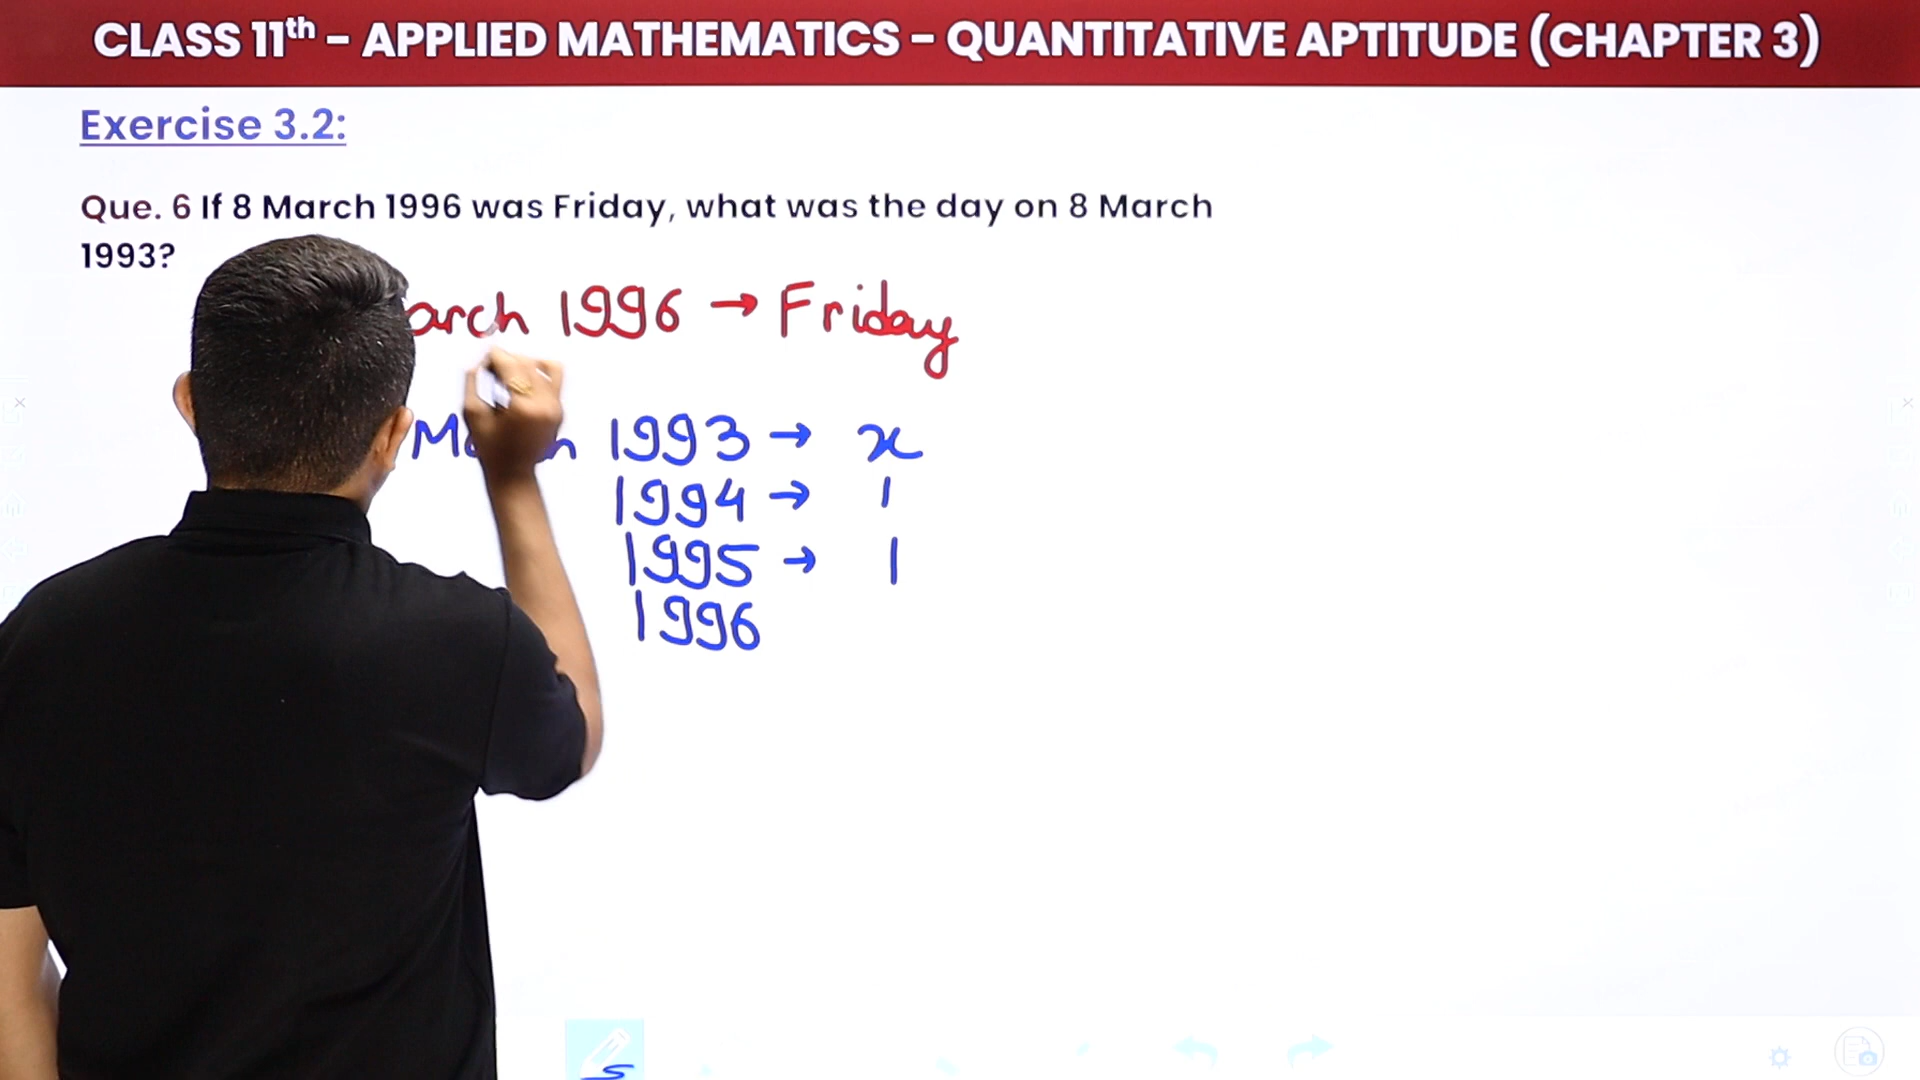 CLASS 11th - APPLIED MATHEMATICS - QUANTITATIVE APTITUDE (CHAPTER 3)
Exercise 3.2:
Que. 6 If 8 March 1996 was Friday, what was the day on 8 March
1993?
arch 1996 → Friday
1993 → x
1994 → 1
1995 → 1
1996